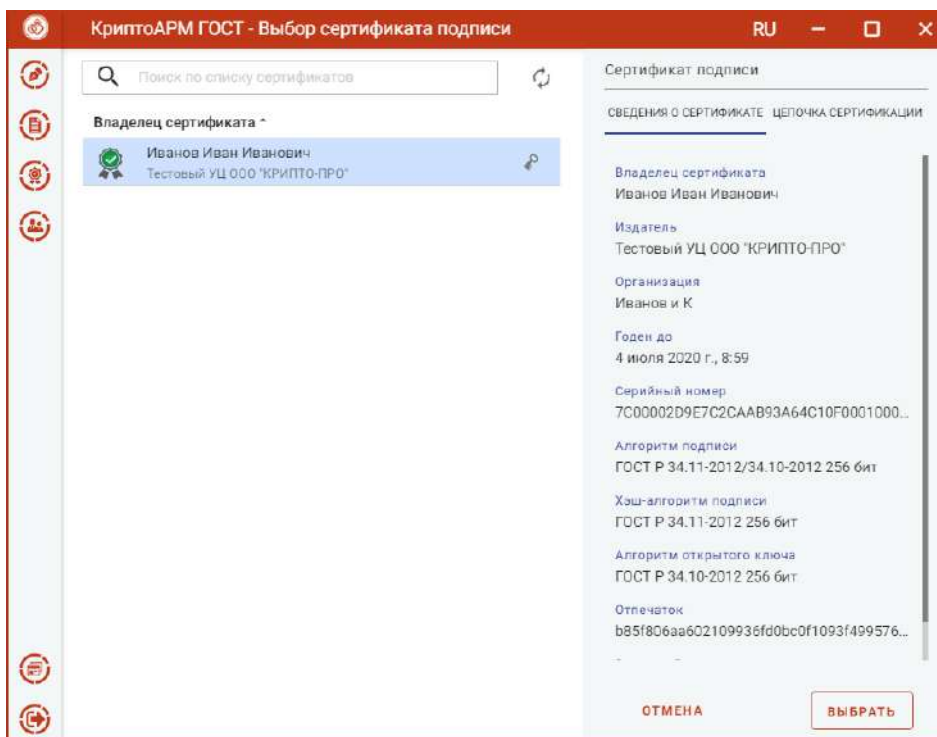 КриптоАРМ ГОСТ - Выбор сертификата подписи
RU
Поиск по списку сертификатов
Владелец сертификата
Иванов Иван Иванович
Тестовый УЦ ООО "КРИПТО-ПРО"
Сертификат подписи
СВЕДЕНИЯ О СЕРТИФИКАТЕ ЦЕПОЧКА СЕРТИФИКАЦИИ
Владелец сертификата
Иванов Иван Иванович
Издатель
Тестовый УЦ ООО "КРИПТО-ПРО"
Организация
Иванов и К
Годен до
4 июля 2020 г., 8:59
Серийный номер
7C00002D9E7C2CAAB93A64C10F0001000...
Алгоритм подписи
ГОСТ Р 34.11-2012/34.10-2012 256 бит
Хэш-алгоритм подписи
ГОСТ Р 34.11-2012 256 бит
Алгоритм открытого ключа
ГОСТ Р 34.10-2012 256 бит
Отпечаток
b85f806aa602109936fd0bc0f1093f499576...
ОТМЕНА
ВЫБРАТЬ